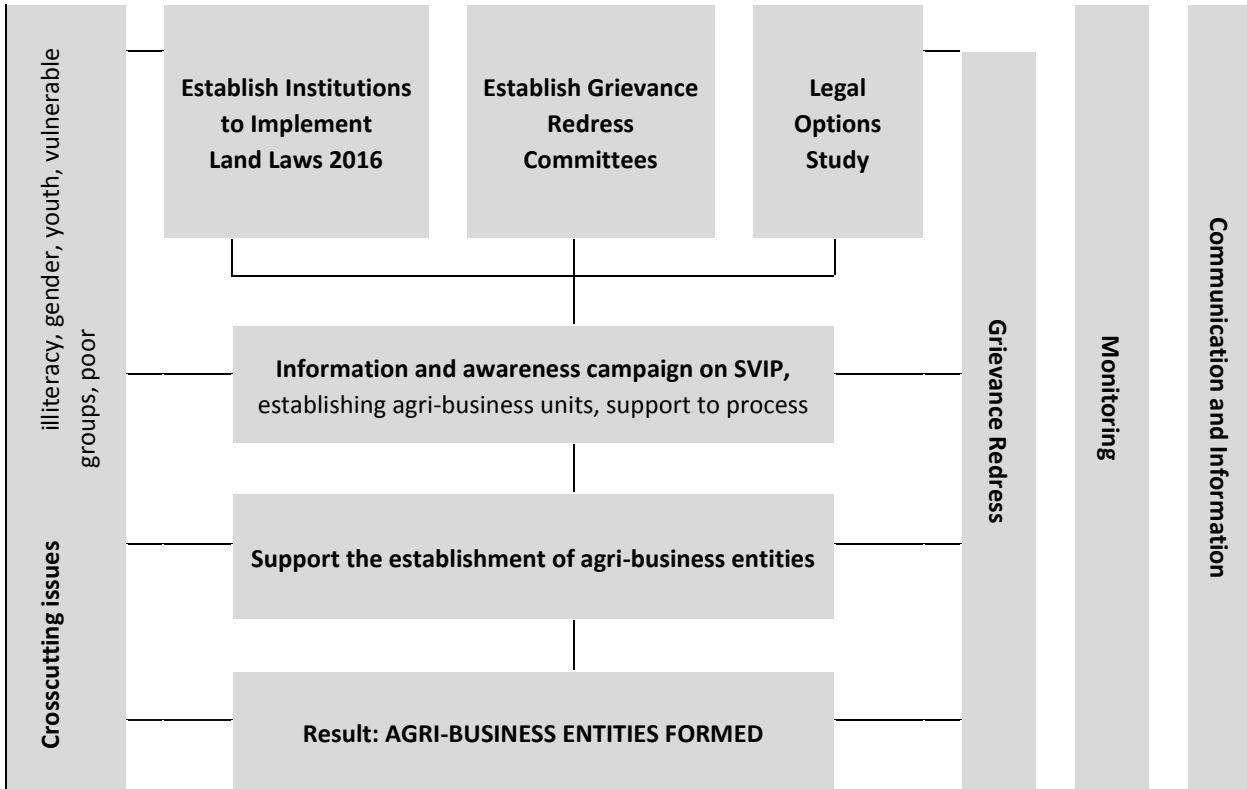 Crosscutting issues
illiteracy, gender, youth, vulnerable
groups, poor
Establish Institutions
to Implement
Land Laws 2016
Establish Grievance
Redress
Committees
Legal
Options
Study
Information and awareness campaign on SVIP,
establishing agri-business units, support to process
Support the establishment of agri-business entities
Result: AGRI-BUSINESS ENTITIES FORMED
Grievance Redress
Monitoring
Communication and Information